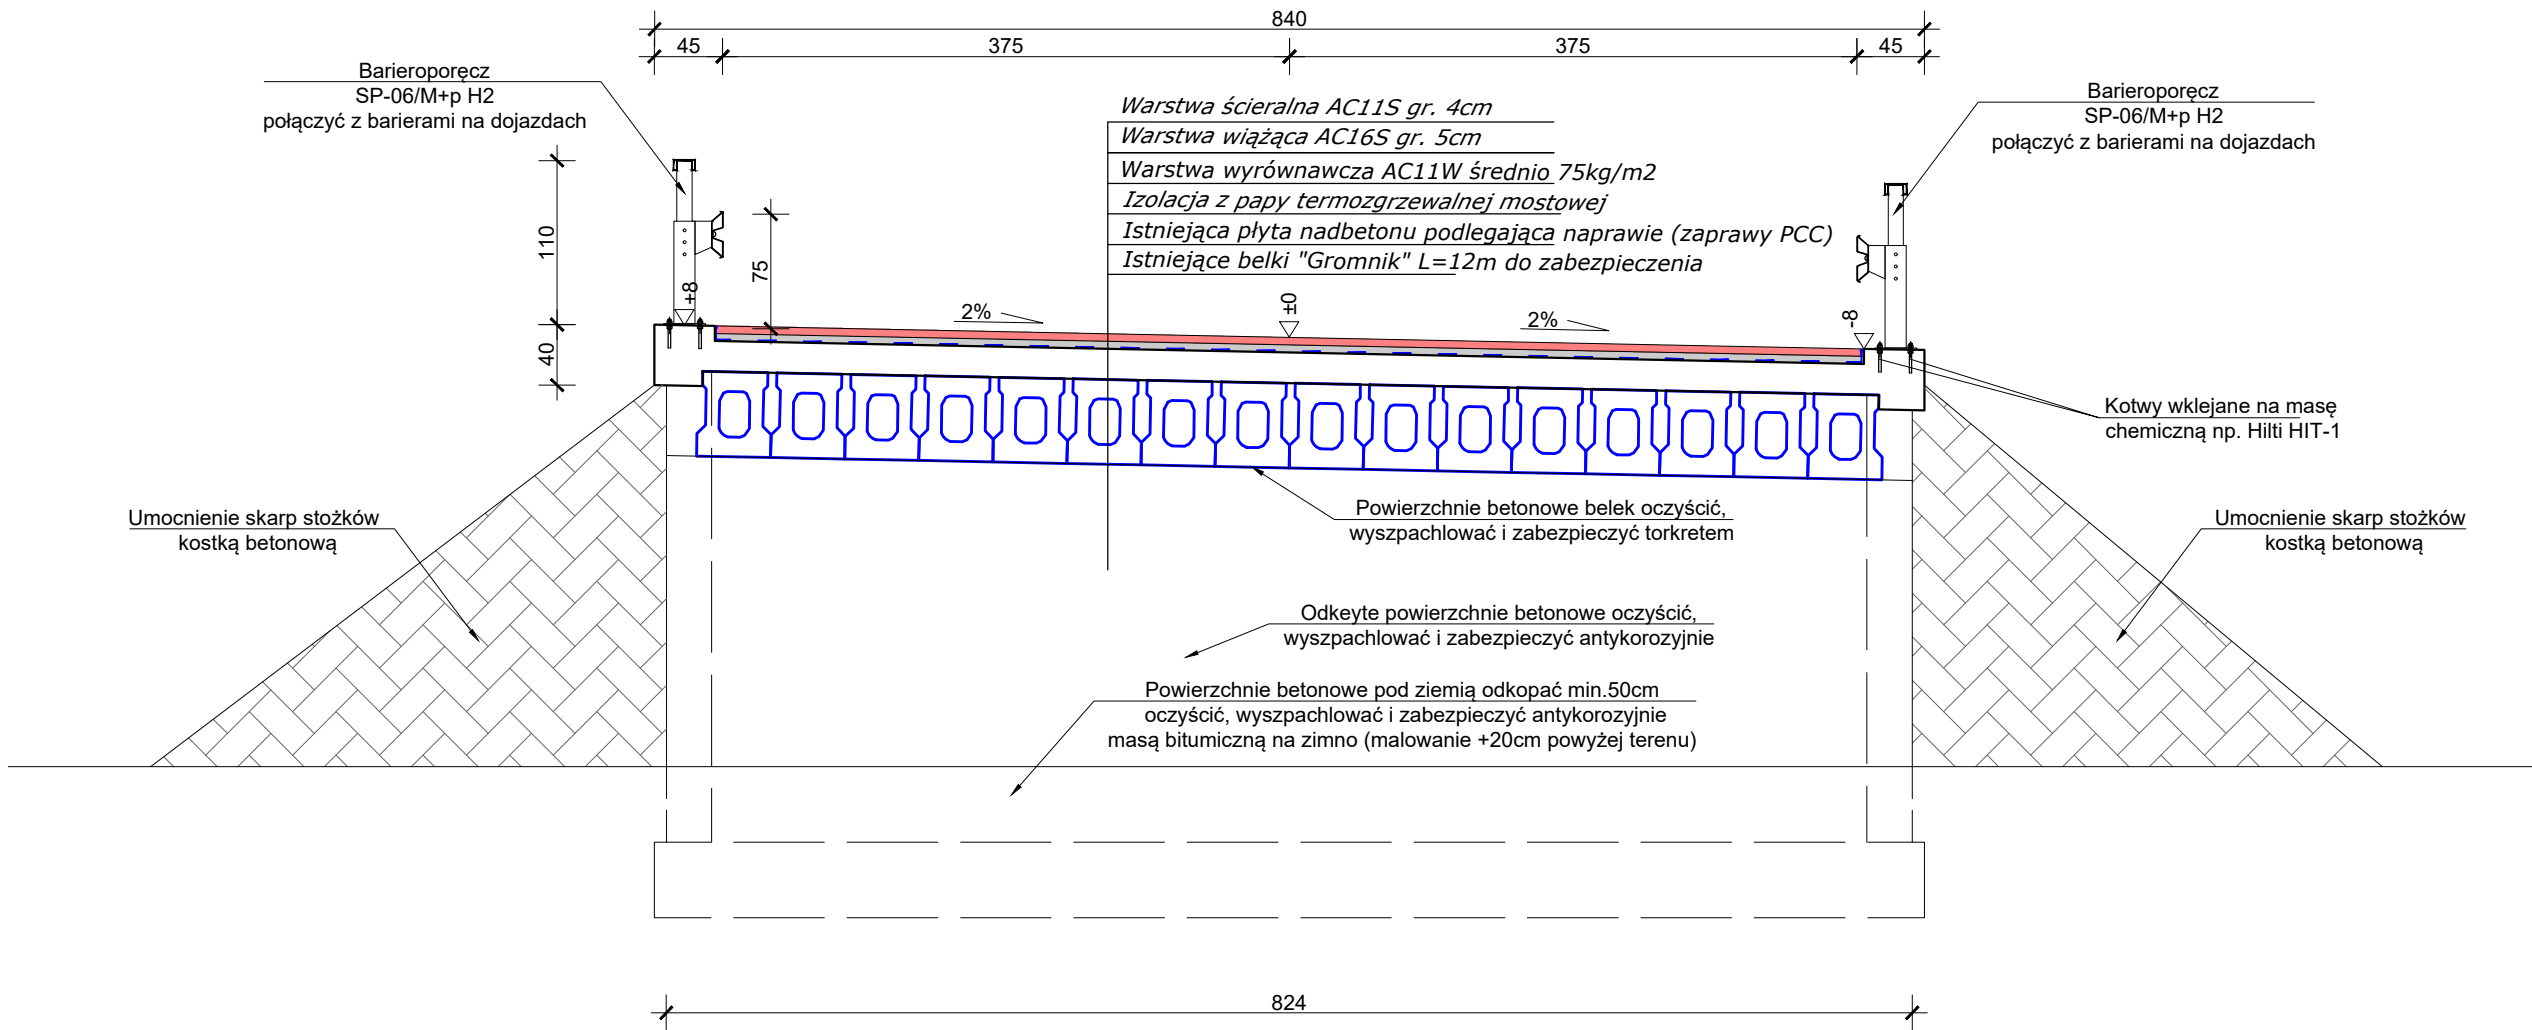 840
45
375
375
45
Barieroporęcz
SP-06/M+p H2
połączyć z barierami na dojazdach
Barieroporęcz
SP-06/M+p H2
połączyć z barierami na dojazdach
Warstwa ścieralna AC11S gr. 4cm
Warstwa wiążąca AC16S gr. 5cm
Warstwa wyrównawcza AC11W średnio 75kg/m2
Izolacja z papy termozgrzewalnej mostowej
Istniejąca płyta nadbetonu podlegająca naprawie (zaprawy PCC)
Istniejące belki "Gromnik" L=12m do zabezpieczenia
110
75
40
+8
2%
±0
2%
-8
Kotwy wklejane na masę
chemiczną np. Hilti HIT-1
Powierzchnie betonowe belek oczyścić,
wyszpachlować i zabezpieczyć torkretem
Umocnienie skarp stożków
kostką betonową
Umocnienie skarp stożków
kostką betonową
Odkeyte powierzchnie betonowe oczyścić,
wyszpachlować i zabezpieczyć antykorozyjnie
Powierzchnie betonowe pod ziemią odkopać min.50cm
oczyścić, wyszpachlować i zabezpieczyć antykorozyjnie
masą bitumiczną na zimno (malowanie +20cm powyżej terenu)
824